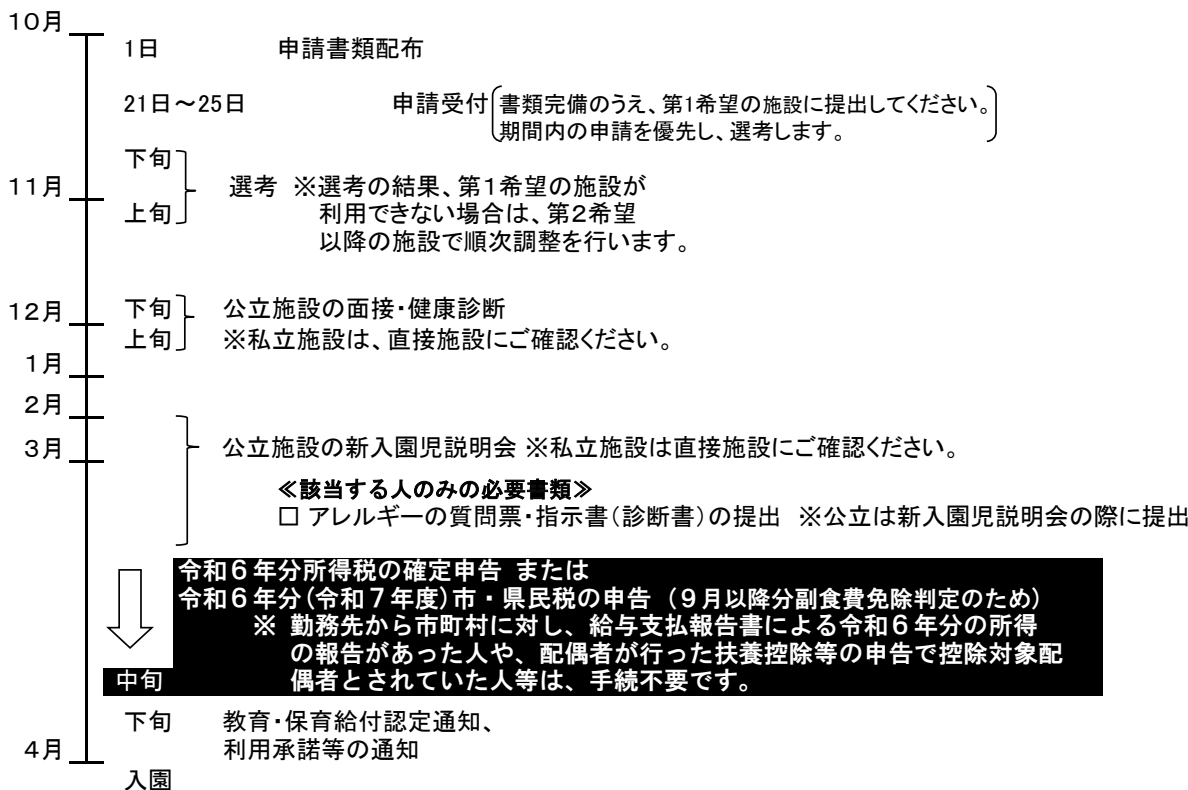 10月
1日 申請書類配布
21日～25日 申請受付 書類完備のうえ、第1希望の施設に提出してください。
期間内の申請を優先し、選考します。
下旬
11月 選考 ※選考の結果、第1希望の施設が
上旬 利用できない場合は、第2希望
以降の施設で順次調整を行います。
12月 下旬 公立施設の面接・健康診断
上旬 ※私立施設は、直接施設にご確認ください。
1月
2月
3月 公立施設の新入園児説明会 ※私立施設は直接施設にご確認ください。
≪該当する人のみの必要書類≫
□ アレルギーの質問票・指示書（診断書）の提出 ※公立は新入園児説明会の際に提出
令和6年分所得税の確定申告 または
令和6年分（令和7年度）市・県民税の申告（9月以降分副食費免除判定のため）
※ 勤務先から市町村に対し、給与支払報告書による令和6年分の所得
の報告があった人や、配偶者が行った扶養控除等の申告で控除対象配
中旬 偶者とされていた人等は、手続不要です。
下旬 教育・保育給付認定通知、
4月 利用承諾等の通知
入園